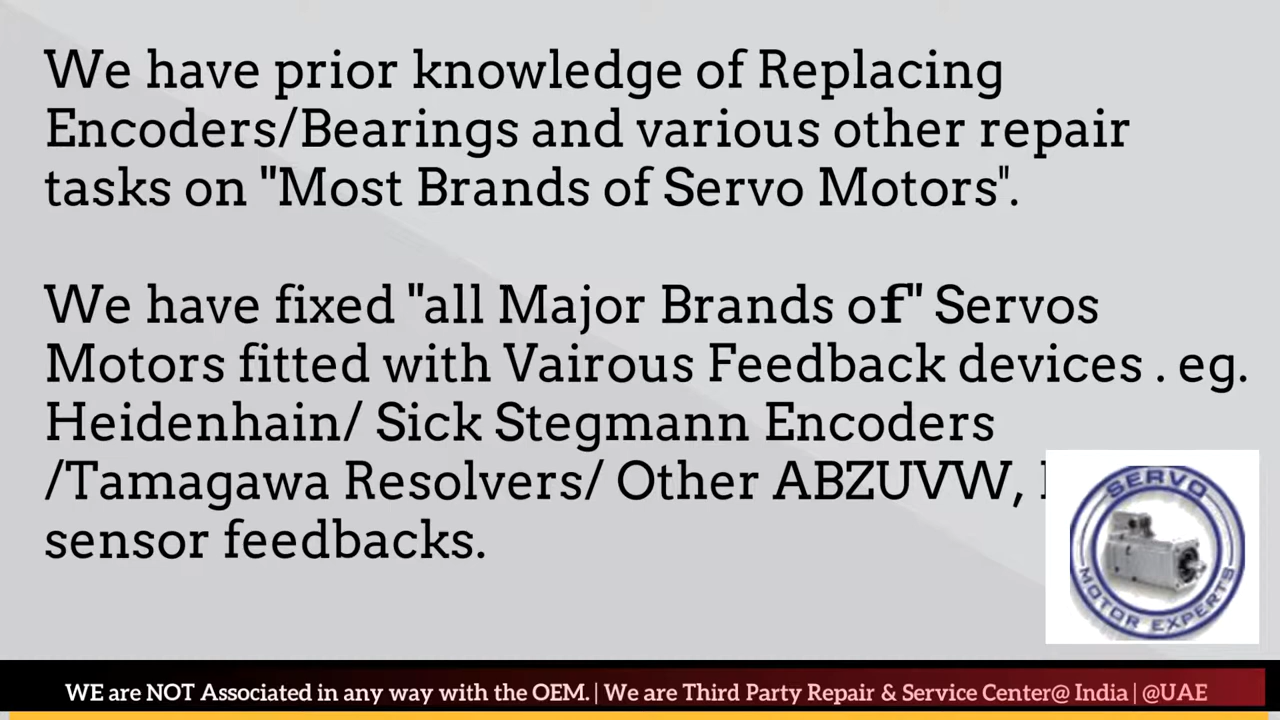 We have prior knowledge of Replacing
Encoders/Bearings and various other repair
tasks on "Most Brands of Servo Motors".
We have fixed "all Major Brands of" Servos
Motors fitted with Vairous Feedback devices . eg.
Heidenhain/ Sick Stegmann Encoders
/Tamagawa Resolvers/ Other ABZUVW,
sensor feedbacks.
SERVO
MOTOR EXPERTS
WE are NOT Associated in any way with the OEM. | We are Third Party Repair & Service Center@ India | @UAE